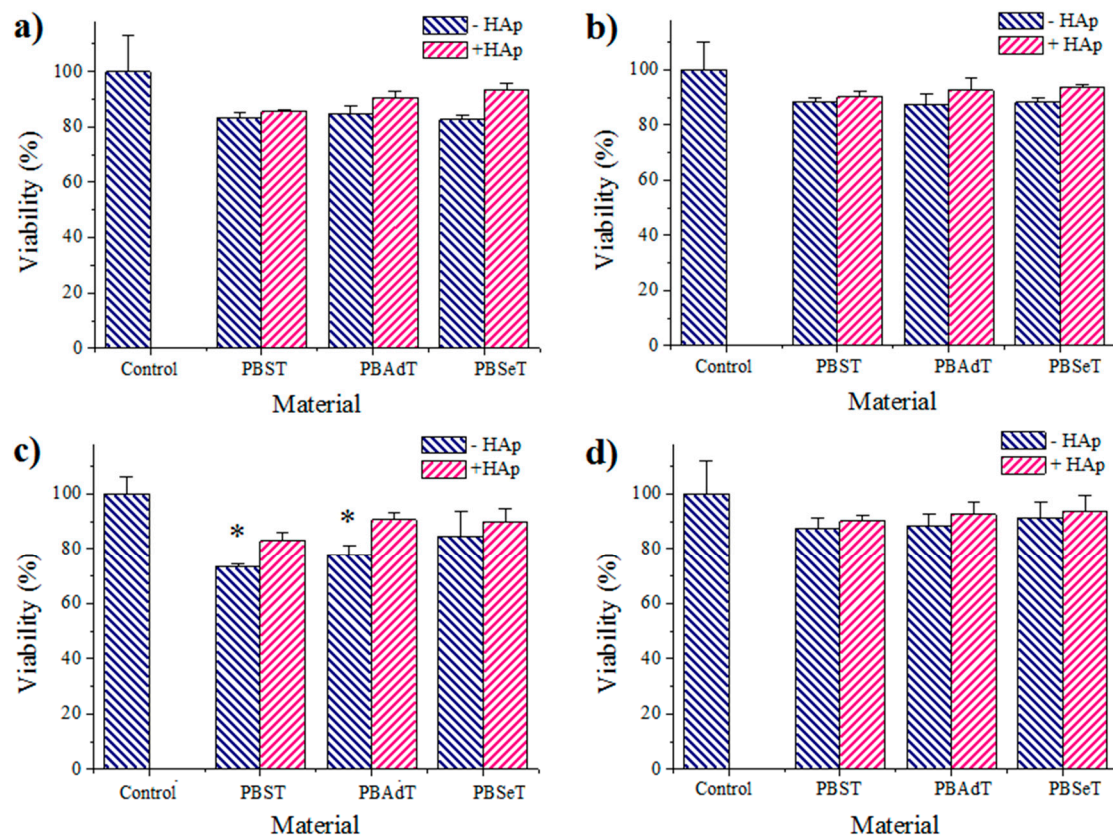 a)
- HAp
+HAp
Viability (%)
100
80
60
40
20
0
Control PBST PBAdT PBSeT
Material
b)
- HAp
+ HAp
Viability (%)
100
80
60
40
20
0
Control PBST PBAdT PBSeT
Material
c)
- HAp
+HAp
Viability (%)
100
80
60
40
20
0
* *
Control PBST PBAdT PBSeT
Material
d)
- HAp
+ HAp
Viability (%)
100
80
60
40
20
0
Control PBST PBAdT PBSeT
Material